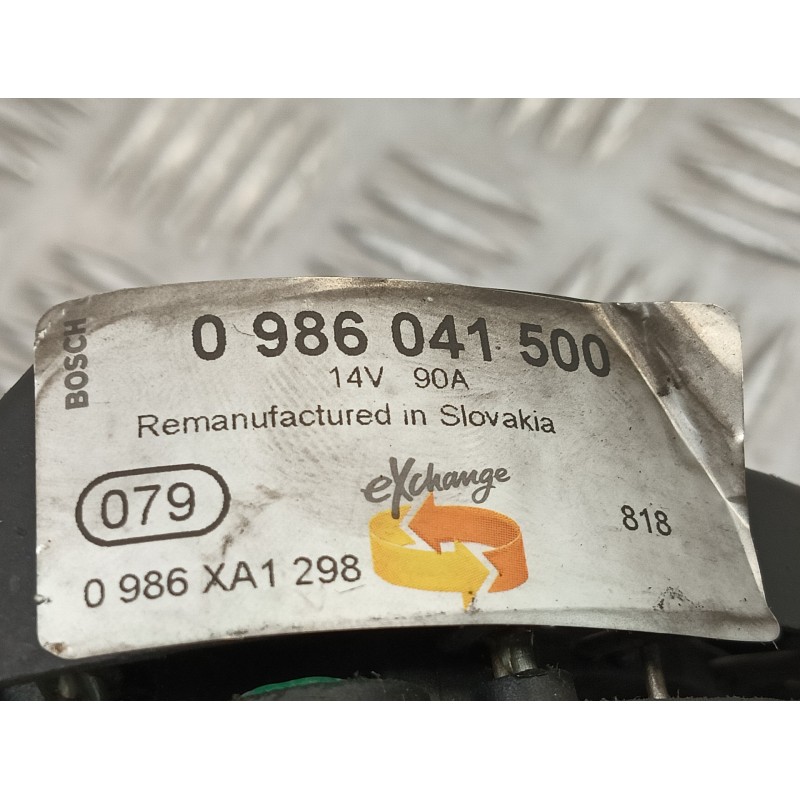 BOSCH
0 986 041 500
14V 90A
Remanufactured in Slovakia
eXchange
079
818
0 986 XA1 298